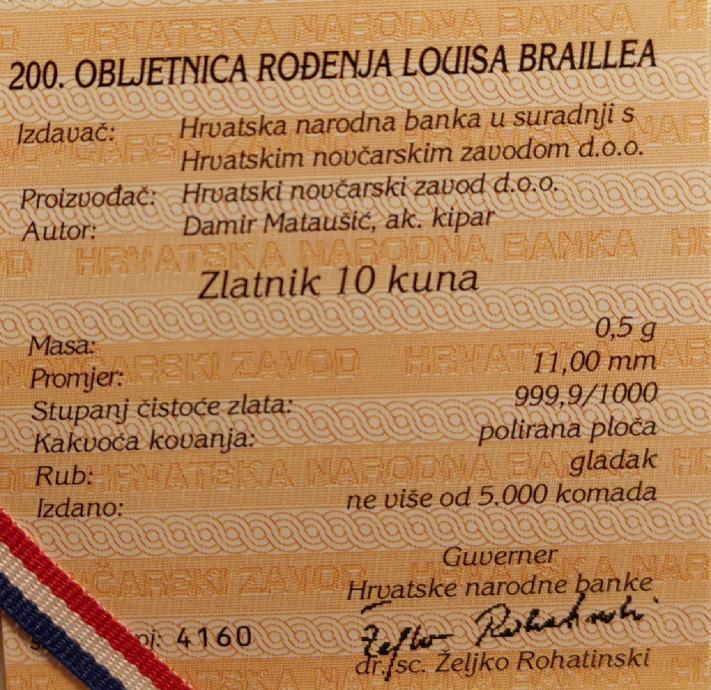 200. OBLJETNICA ROĐENJA LOUISA BRAILLEA
Izdavač: Hrvatska narodna banka u suradnji s
Hrvatskim novčarskim zavodom d.o.o.
Proizvođač: Hrvatski novčarski zavod d.o.o.
Autor: Damir Mataušić, ak. kipar
Zlatnik 10 kuna
Masa: 0,5 g
Promjer: 11,00 mm
Stupanj čistoće zlata: 999,9/1000
Kakvoća kovanja: polirana ploča
Rub: gladak
Izdano: ne više od 5.000 komada
Guverner
Hrvatske narodne banke
4160
dr. sc. Željko Rohatinski